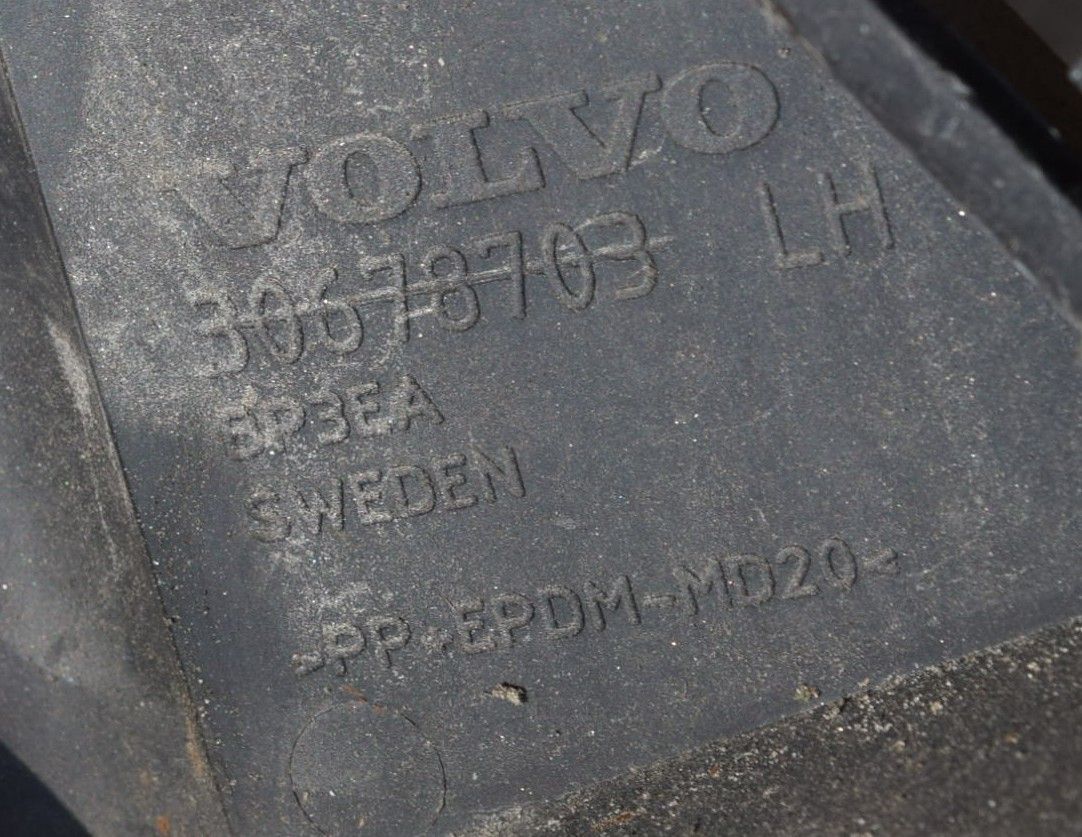 VOLVO
30678703 LH
BP3EA
SWEDEN
>PP+EPDM-MD20<